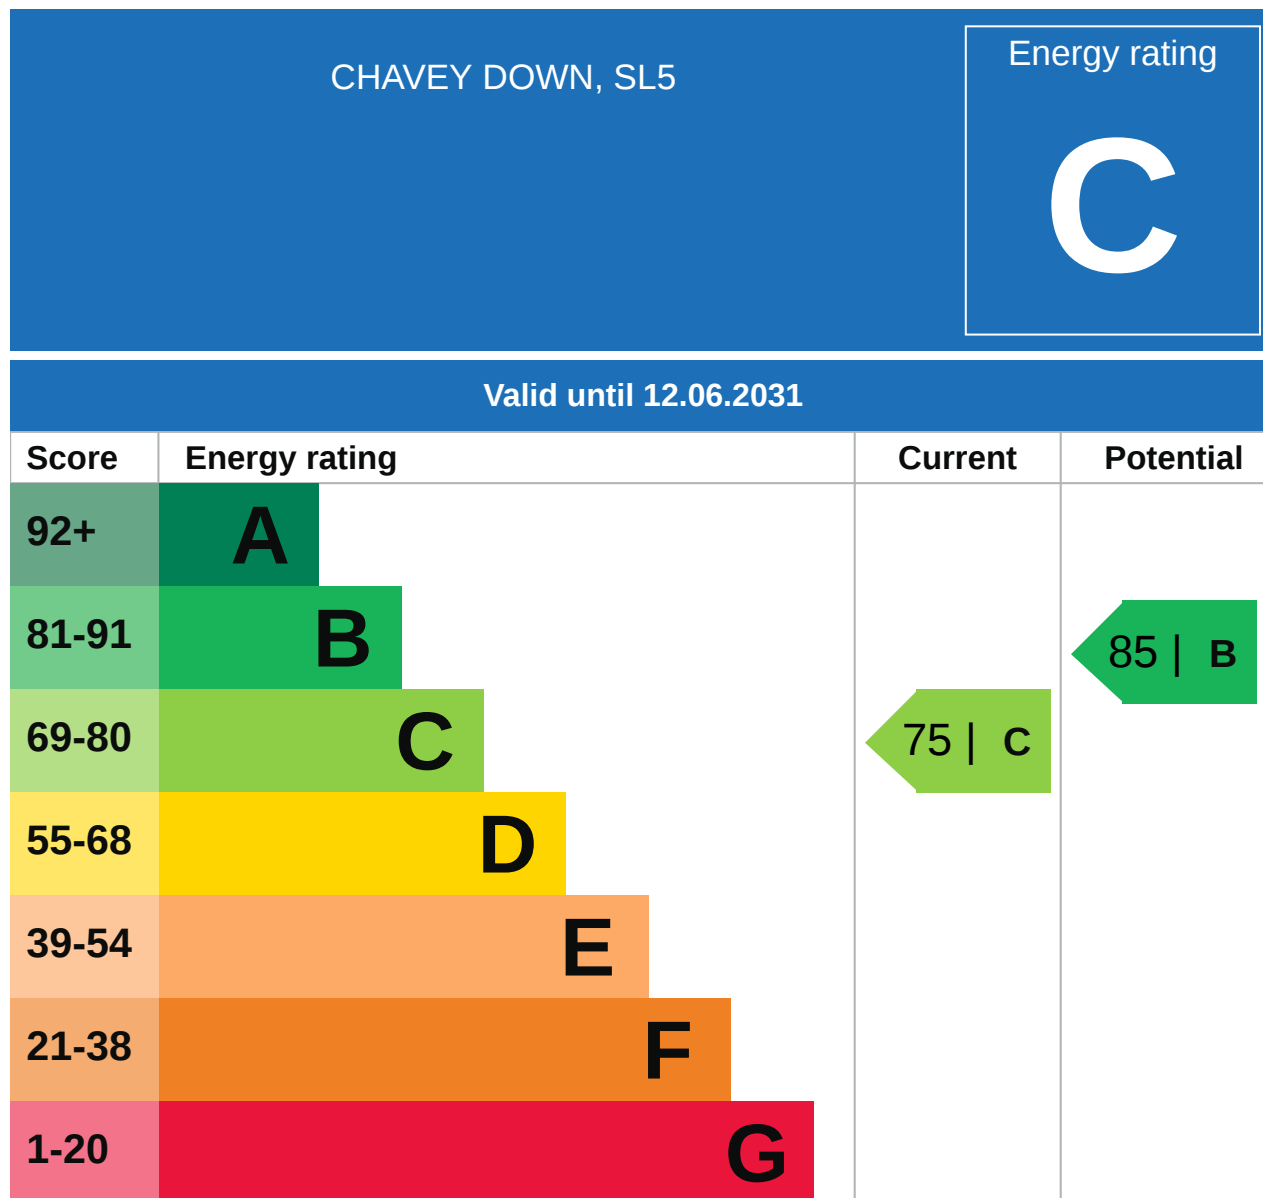 CHAVEY DOWN, SL5
Energy rating
C
Valid until 12.06.2031
Score Energy rating Current Potential
92+ A
81-91 B
85 | B
69-80 C
75 | C
55-68 D
39-54 E
21-38 F
1-20 G